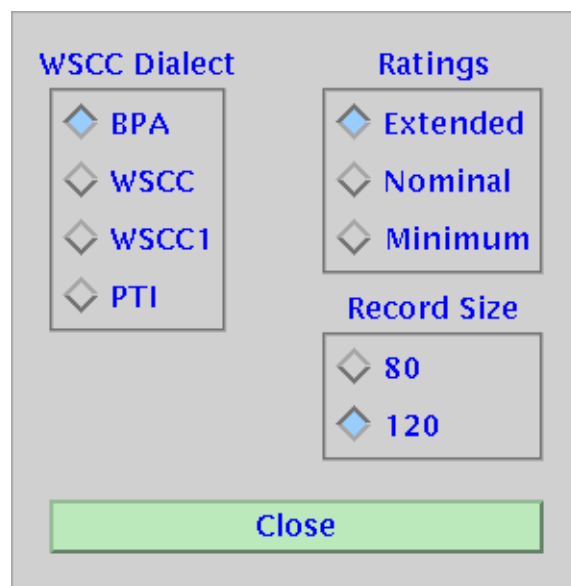 WSCC Dialect
BPA
WSCC
WSCC1
PTI
Ratings
Extended
Nominal
Minimum
Record Size
80
120
Close